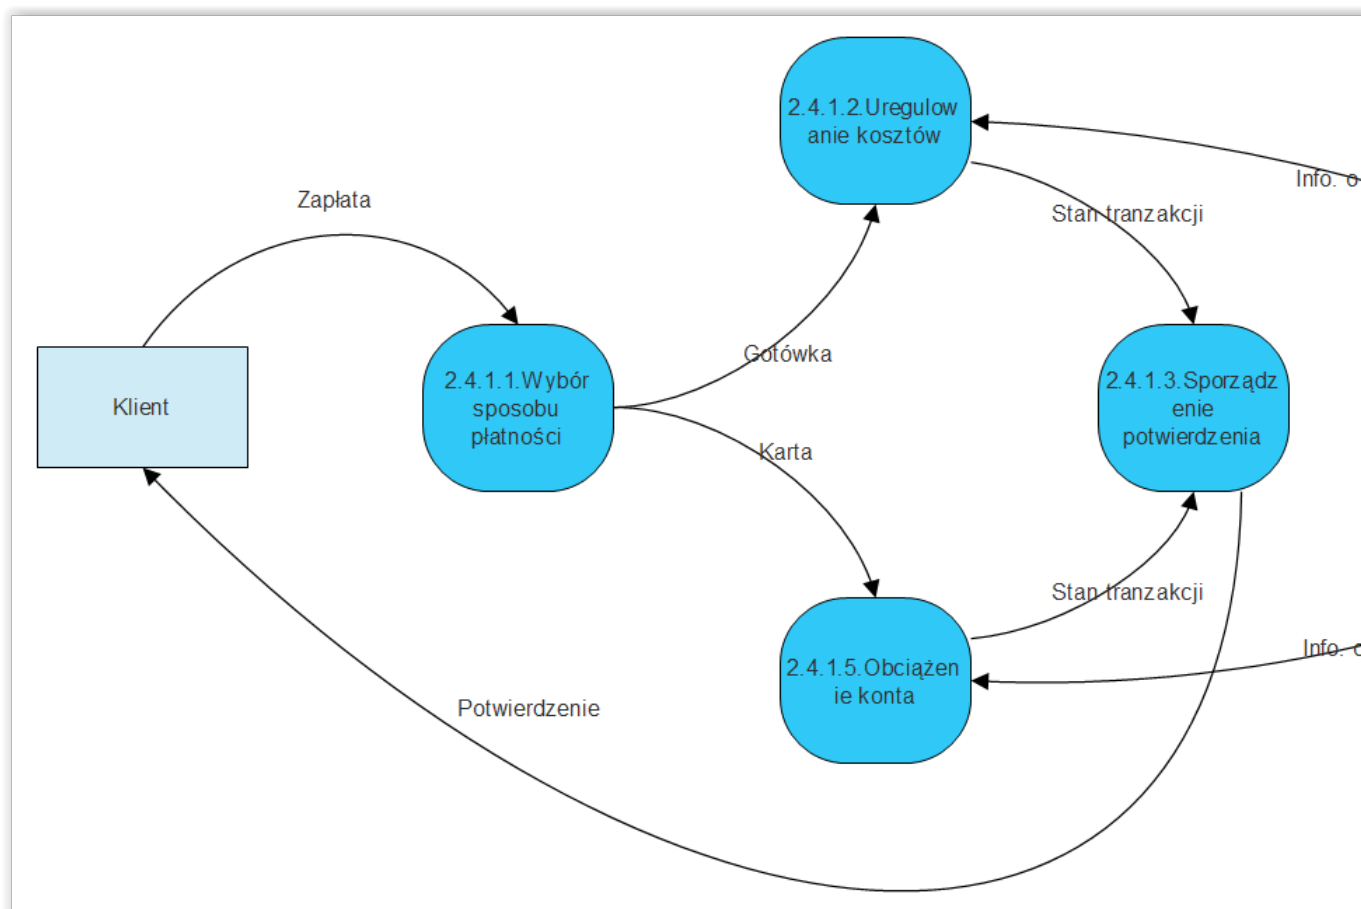 2.4.1.2.Uregulow
anie kosztów
Info. o
Zapłata
Stan tranzakcji
Gotówka
2.4.1.1.Wybór
sposobu
płatności
2.4.1.3.Sporządz
enie
potwierdzenia
Klient
Karta
Stan tranzakcji
Info. o
2.4.1.5.Obciążen
ie konta
Potwierdzenie